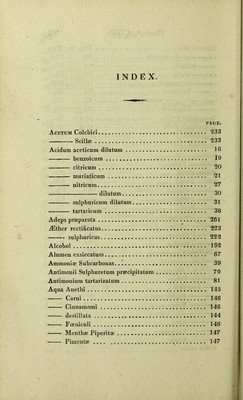 INDEX.
PAGE.
Acetum Colchici........ 233
——— Scillæ........ 233
Acidum aceticum dilutum........ 16
——— benzoicum........ 19
——— citricum........ 20
——— muriaticum........ 21
——— nitricum........ 27
——— ——— dilutum........ 30
——— sulphuricum dilutum........ 31
——— tartaricum........ 38
Adeps præparata........ 261
Æther rectificatus........ 223
—— sulphuricus........ 222
Alcohol........ 192
Alumen exsiccatum........ 67
Ammoniæ Subcarbonas........ 39
Antimonii Sulphuretum præcipitatum........ 79
Antimonium tartarizatum........ 81
Aqua Anethi........ 145
—— Carui........ 146
—— Cinnamomi........ 146
—— destillata........ 144
—— Fœniculi........ 146
—— Menthæ Piperitæ........ 147
—— Pimentæ........ 147